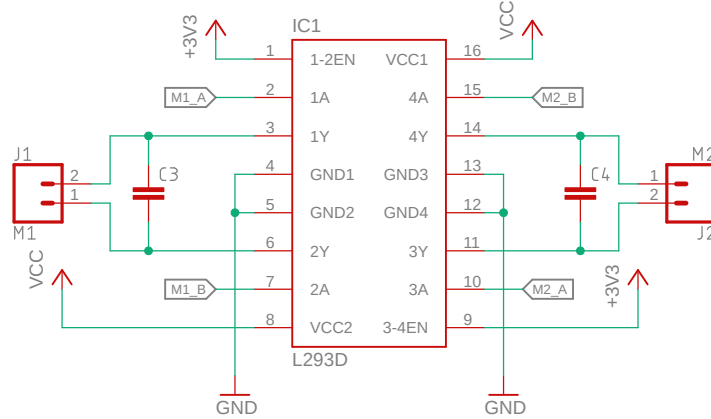 IC1
+3V3
VCC
1 1-2EN VCC1 16
M1_A 2 1A 4A 15 M2_B
3 1Y 4Y 14
J1 C3 4 GND1 GND3 13 C4 M2
2 1
1 5 GND2 GND4 12 2
M1 J2
6 2Y 3Y 11
VCC +3V3
M1_B 7 2A 3A 10 M2_A
8 VCC2 3-4EN 9
L293D
GND GND